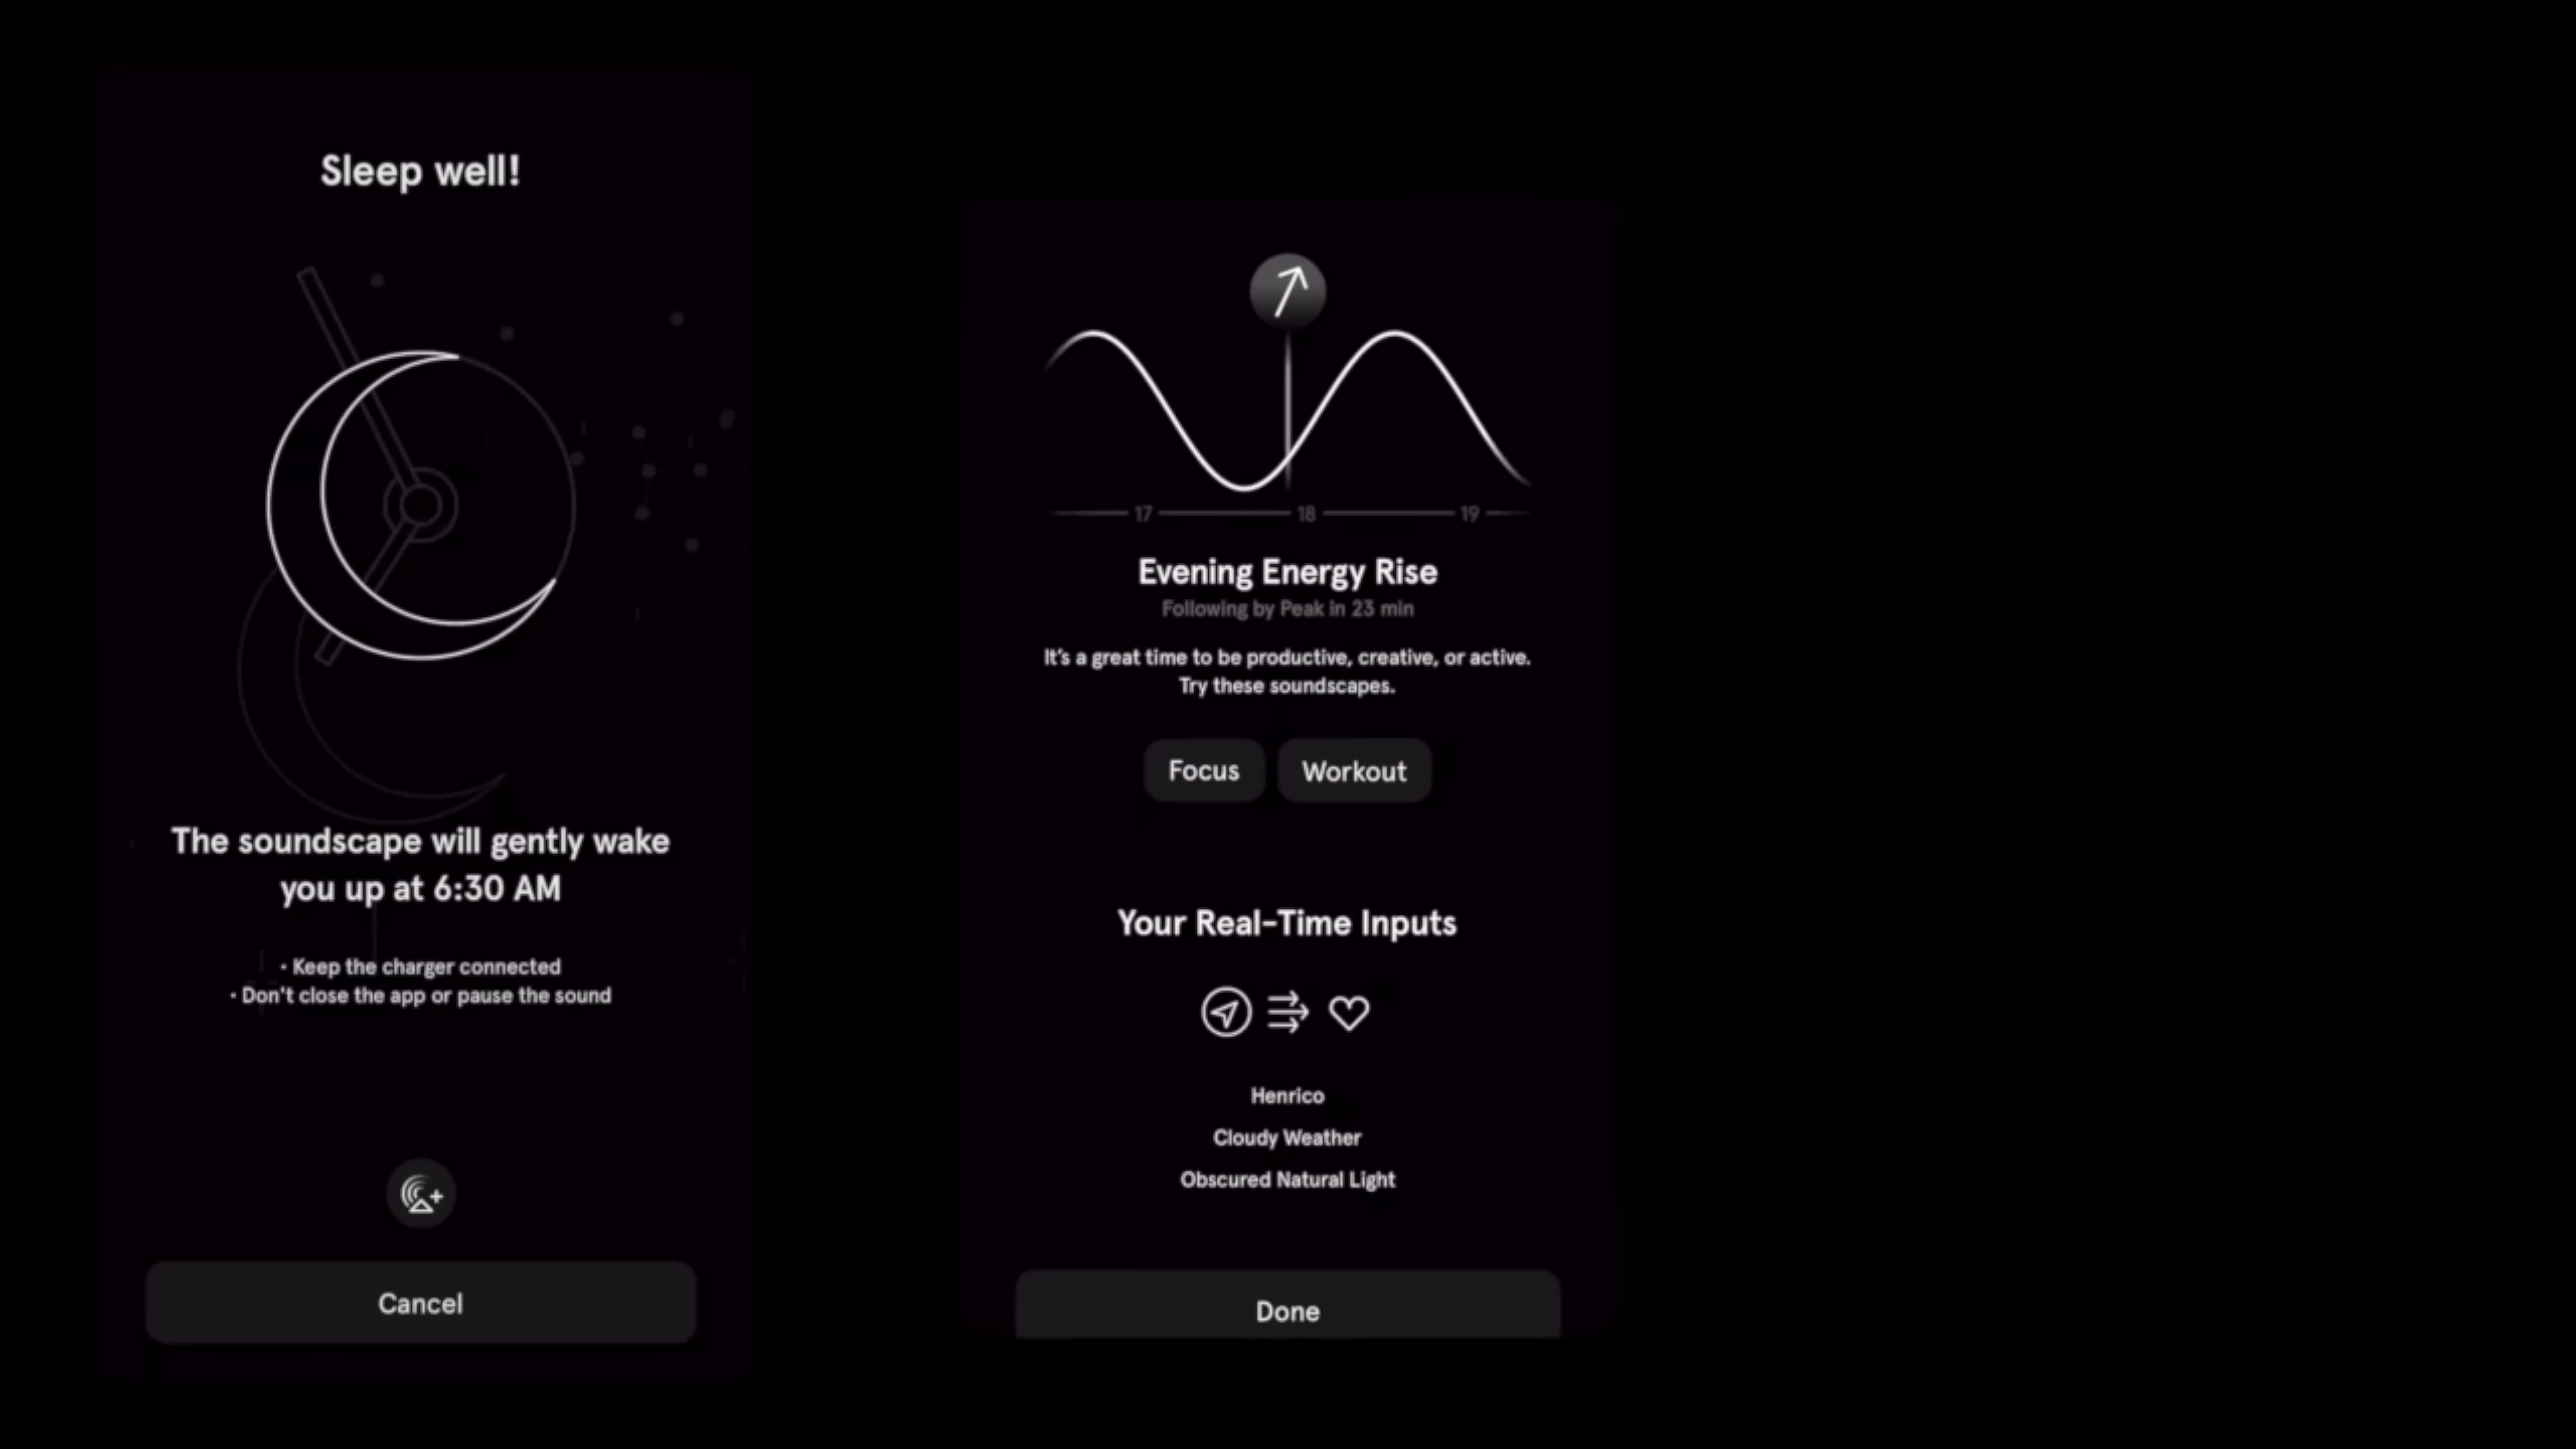 Sleep well!
The soundscape will gently wake
you up at 6:30 AM
• Keep the charger connected
• Don't close the app or pause the sound
Cancel
17 18 19
Evening Energy Rise
Following by Peak in 23 min
It's a great time to be productive, creative, or active.
Try these soundscapes.
Focus Workout
Your Real-Time Inputs
Henrico
Cloudy Weather
Obscured Natural Light
Done